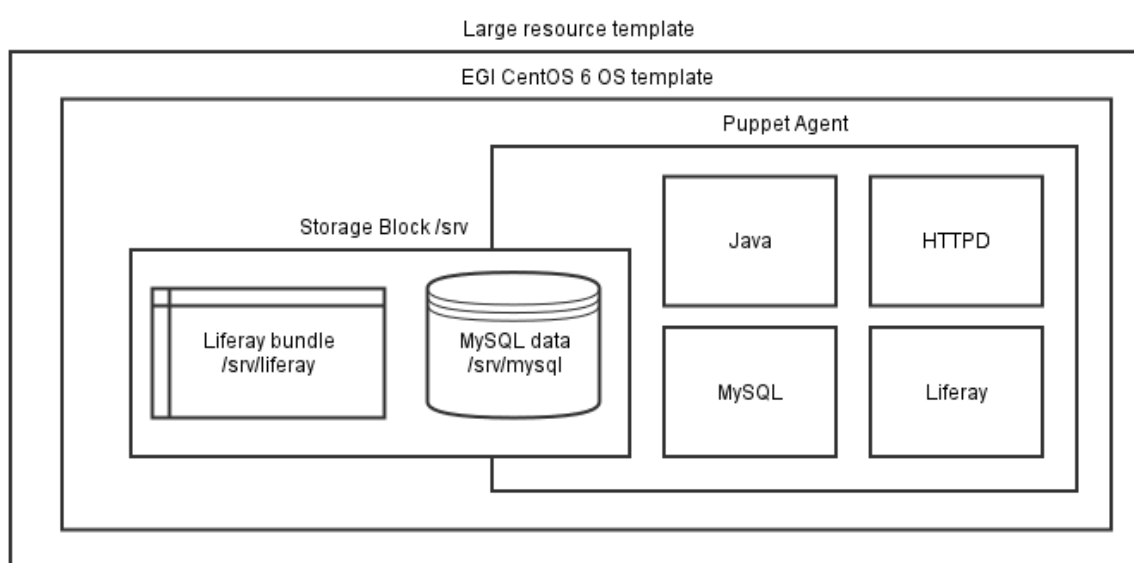 Large resource template
EGI CentOS 6 OS template
Puppet Agent
Storage Block /srv
Java
HTTPD
Liferay bundle
/srv/liferay
MySQL data
/srv/mysql
MySQL
Liferay